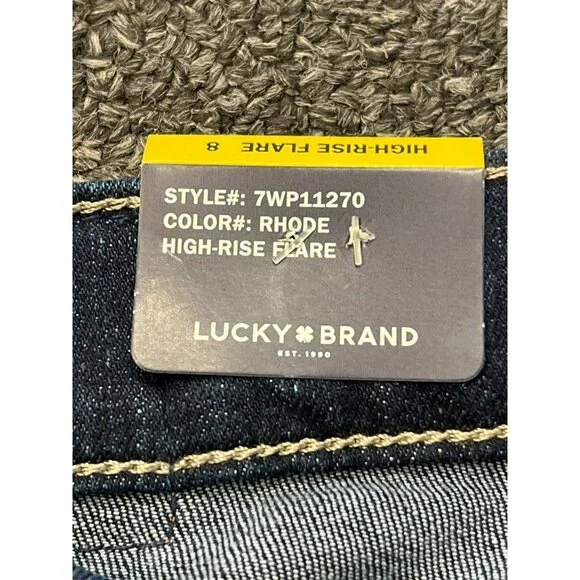 HIGH-RISE FLARE 8
STYLE#: 7WP11270
COLOR#: RHODE
HIGH-RISE FLARE
LUCKY BRAND
EST. 1990